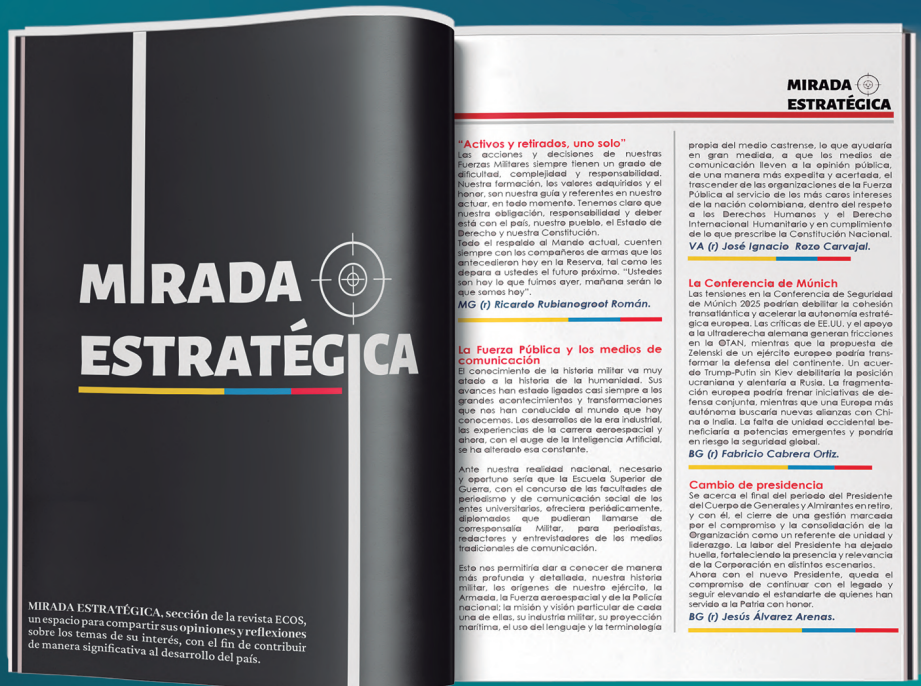 MIRADA
ESTRATÉGICA
MIRADA ESTRATÉGICA, sección de la revista ECOS,
un espacio para compartir sus opiniones y reflexiones
sobre los temas de su interés, con el fin de contribuir
de manera significativa al desarrollo del país.
MIRADA
ESTRATÉGICA
“Activos y retirados, uno solo”
Las acciones y decisiones de nuestras
Fuerzas Militares siempre tienen un grado de
dificultad, complejidad y responsabilidad.
Nuestra formación, los valores adquiridos y el
honor, son nuestra guía y referentes en nuestro
actuar, en todo momento. Tenemos claro que
nuestra obligación, responsabilidad y deber
está con el país, nuestro pueblo, el Estado de
Derecho y nuestra Constitución.
Todo el respaldo al Mando actual, cuenten
siempre con los compañeros de armas que los
antecedieron hoy en la Reserva, tal como les
depara a ustedes el futuro próximo. “Ustedes
son hoy lo que fuimos ayer, mañana serán lo
que somos hoy”.
MG (r) Ricardo Rubianogroot Román.
La Fuerza Pública y los medios de
comunicación
El conocimiento de la historia militar va muy
atado a la historia de la humanidad. Sus
avances han estado ligados casi siempre a los
grandes acontecimientos y transformaciones
que nos han conducido al mundo que hoy
conocemos. Los desarrollos de la era industrial,
las experiencias de la carrera aeroespacial y
ahora, con el auge de la Inteligencia Artificial,
se ha alterado esa constante.
Ante nuestra realidad nacional, necesario
y oportuno sería que la Escuela Superior de
Guerra, con el concurso de las facultades de
periodismo y de comunicación social de los
entes universitarios, ofreciera periódicamente,
diplomados que pudieran llamarse de
corresponsalía Militar, para periodistas,
redactores y entrevistadores de los medios
tradicionales de comunicación.
Esto nos permitiría dar a conocer de manera
más profunda y detallada, nuestra historia
militar, los orígenes de nuestro ejército, la
Armada, la Fuerza aeroespacial y de la Policía
nacional; la misión y visión particular de cada
una de ellas, su industria militar, su proyección
marítima, el uso del lenguaje y la terminología
propia del medio castrense, lo que ayudaría
en gran medida, a que los medios de
comunicación lleven a la opinión pública,
de una manera más expedita y acertada, el
trascender de las organizaciones de la Fuerza
Pública al servicio de los más caros intereses
de la nación colombiana, dentro del respeto
a los Derechos Humanos y el Derecho
Internacional Humanitario y en cumplimiento
de lo que prescribe la Constitución Nacional.
VA (r) José Ignacio Rozo Carvajal.
La Conferencia de Múnich
Las tensiones en la Conferencia de Seguridad
de Múnich 2025 podrían debilitar la cohesión
transatlántica y acelerar la autonomía estraté-
gica europea. Las críticas de EE.UU. y el apoyo
a la ultraderecha alemana generan fricciones
en la OTAN, mientras que la propuesta de
Zelenski de un ejército europeo podría trans-
formar la defensa del continente. Un acuer-
do Trump-Putin sin Kiev debilitaría la posición
ucraniana y alentaría a Rusia. La fragmenta-
ción europea podría frenar iniciativas de de-
fensa conjunta, mientras que una Europa más
autónoma buscaría nuevas alianzas con Chi-
na o India. La falta de unidad occidental be-
neficiaría a potencias emergentes y pondría
en riesgo la seguridad global.
BG (r) Fabricio Cabrera Ortiz.
Cambio de presidencia
Se acerca el final del periodo del Presidente
del Cuerpo de Generales y Almirantes en retiro,
y con él, el cierre de una gestión marcada
por el compromiso y la consolidación de la
Organización como un referente de unidad y
liderazgo. La labor del Presidente ha dejado
huella, fortaleciendo la presencia y relevancia
de la Corporación en distintos escenarios.
Ahora con el nuevo Presidente, queda el
compromiso de continuar con el legado y
seguir elevando el estandarte de quienes han
servido a la Patria con honor.
BG (r) Jesús Álvarez Arenas.